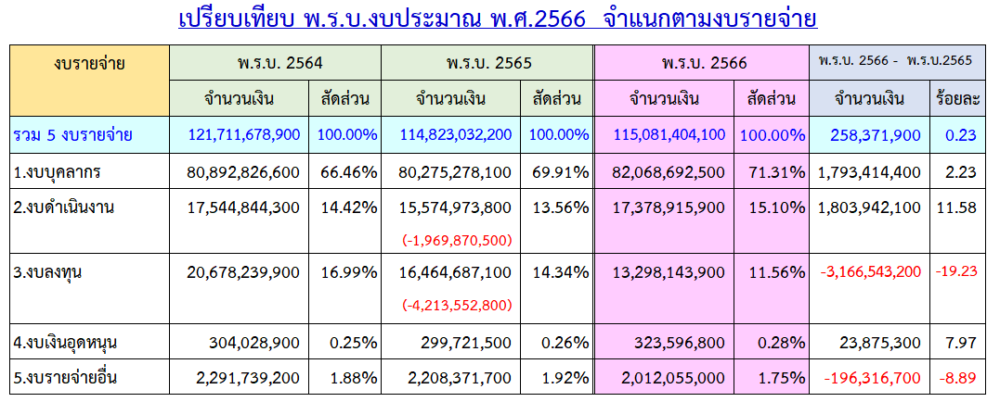 เปรียบเทียบ พ.ร.บ.งบประมาณ พ.ศ.2566 จำแนกตามงบรายจ่าย
งบรายจ่าย พ.ร.บ. 2564 พ.ร.บ. 2565 พ.ร.บ. 2566 พ.ร.บ. 2566 - พ.ร.บ.2565
จำนวนเงิน สัดส่วน จำนวนเงิน สัดส่วน จำนวนเงิน สัดส่วน จำนวนเงิน ร้อยละ
รวม 5 งบรายจ่าย 121,711,678,900 100.00% 114,823,032,200 100.00% 115,081,404,100 100.00% 258,371,900 0.23
1.งบบุคลากร 80,892,826,600 66.46% 80,275,278,100 69.91% 82,068,692,500 71.31% 1,793,414,400 2.23
2.งบดำเนินงาน 17,544,844,300 14.42% 15,574,973,800 13.56% 17,378,915,900 15.10% 1,803,942,100 11.58
(-1,969,870,500)
3.งบลงทุน 20,678,239,900 16.99% 16,464,687,100 14.34% 13,298,143,900 11.56% -3,166,543,200 -19.23
(-4,213,552,800)
4.งบเงินอุดหนุน 304,028,900 0.25% 299,721,500 0.26% 323,596,800 0.28% 23,875,300 7.97
5.งบรายจ่ายอื่น 2,291,739,200 1.88% 2,208,371,700 1.92% 2,012,055,000 1.75% -196,316,700 -8.89